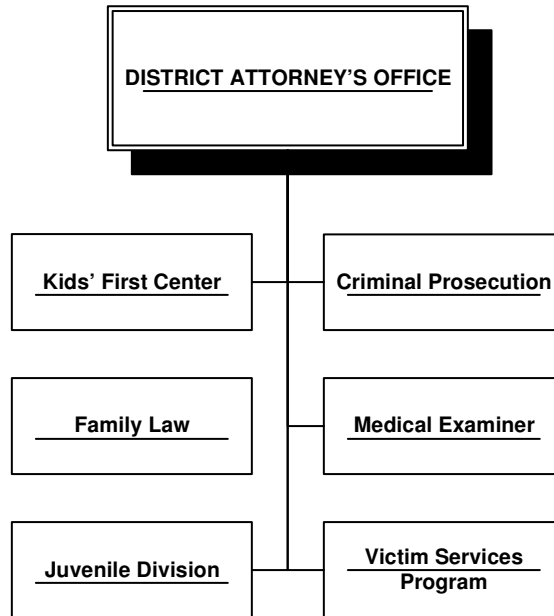 DISTRICT ATTORNEY'S OFFICE
Kids' First Center
Criminal Prosecution
Family Law
Medical Examiner
Juvenile Division
Victim Services
Program